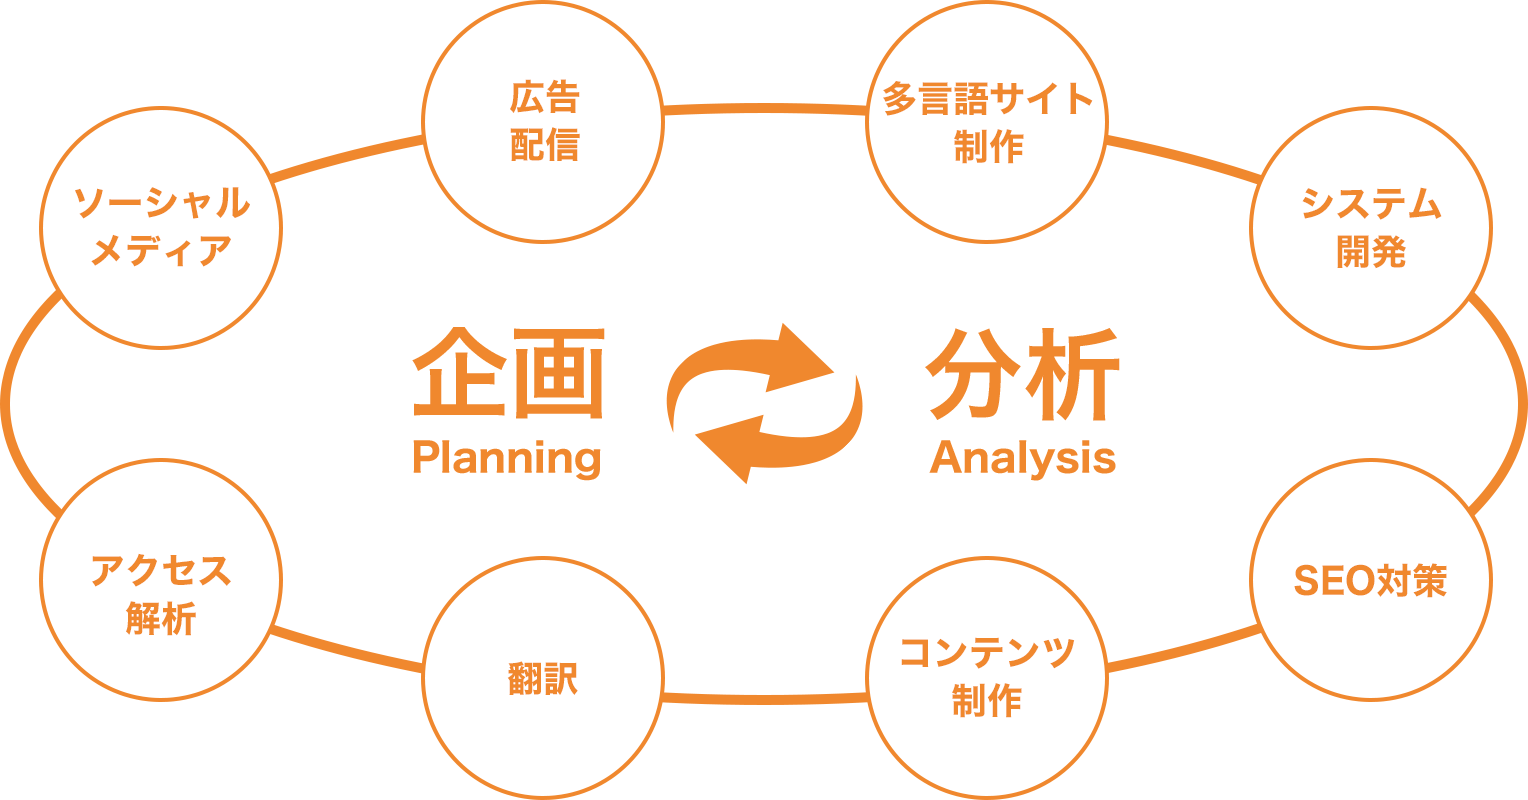 広告
配信
多言語サイト
制作
ソーシャル
メディア
システム
開発
企画
Planning
分析
Analysis
アクセス
解析
翻訳
コンテンツ
制作
SEO対策